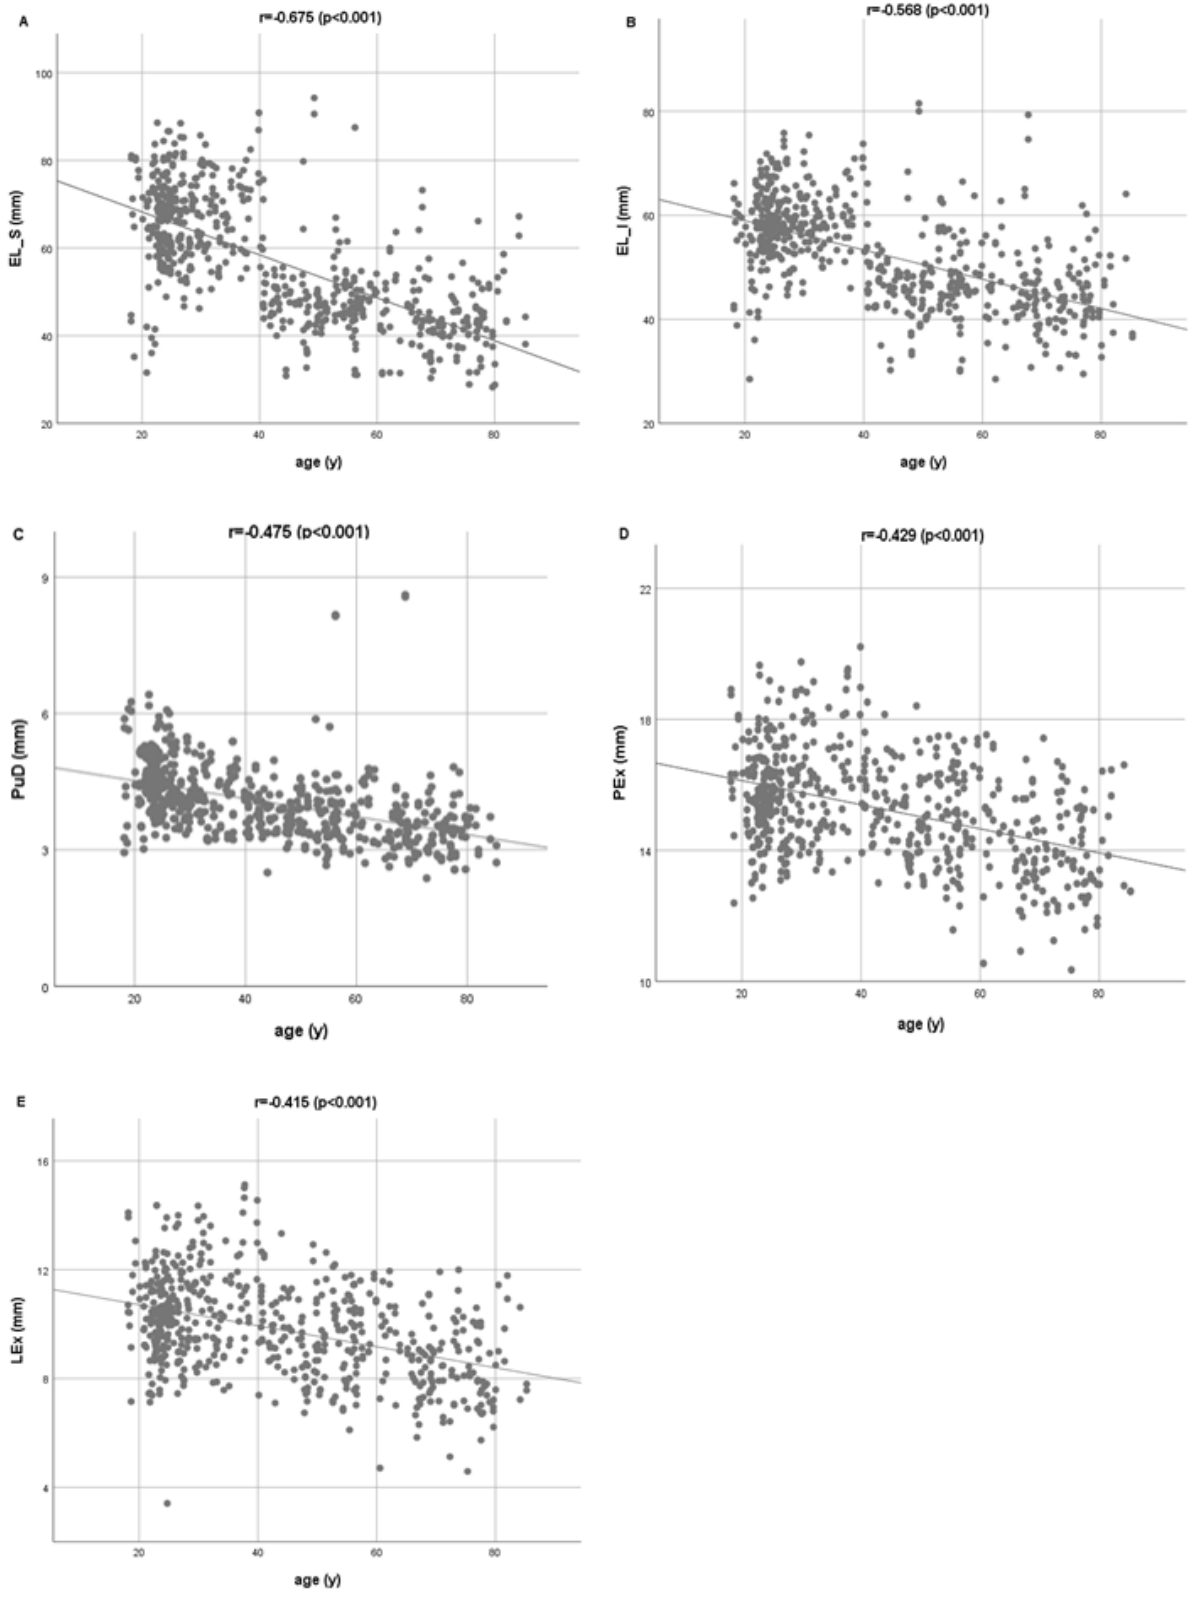 A
r=-0.675 (p<0.001)
100
80
60
40
20
EL_S (mm)
20 40 60 80
age (y)
B
r=-0.568 (p<0.001)
80
60
40
20
EL_I (mm)
20 40 60 80
age (y)
C
r=-0.475 (p<0.001)
9
6
3
0
PuD (mm)
20 40 60 80
age (y)
D
r=-0.429 (p<0.001)
22
18
14
10
PEx (mm)
20 40 60 80
age (y)
E
r=-0.415 (p<0.001)
16
12
8
4
LEx (mm)
20 40 60 80
age (y)